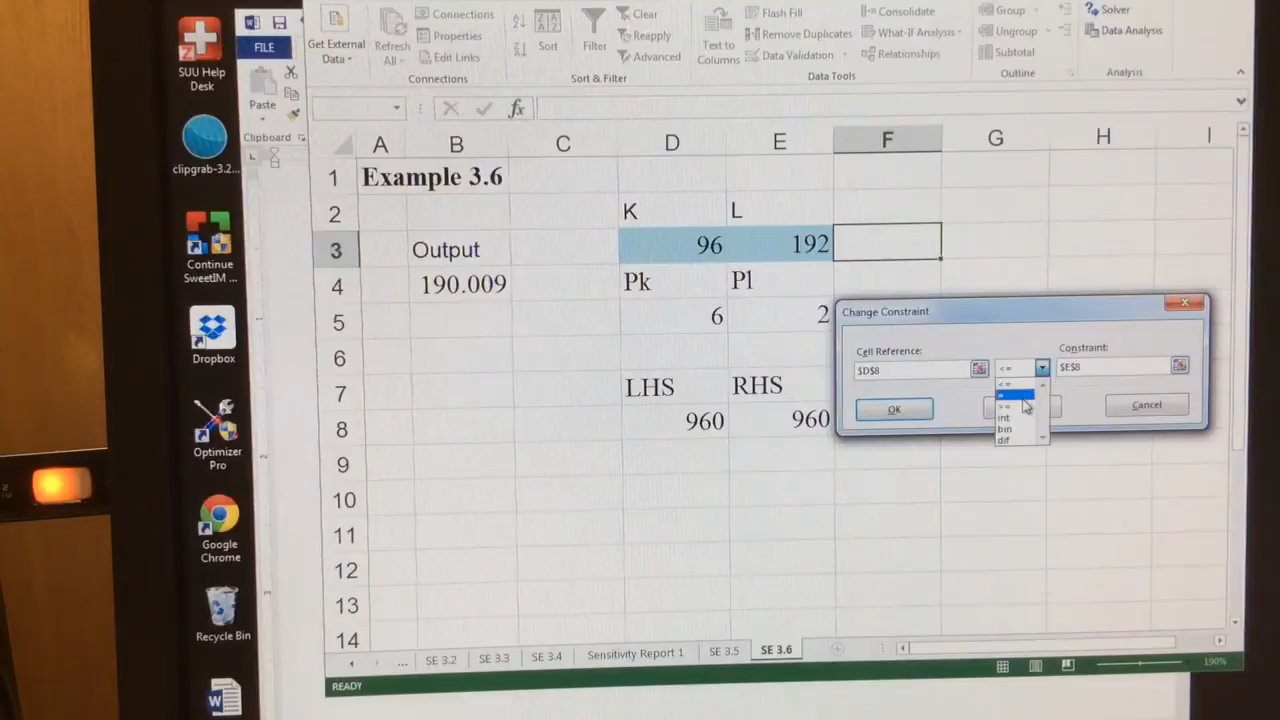 SUU Help
Desk
clipgrab-3.2...
Continue
SweetIM ...
Dropbox
Optimizer
Pro
Google
Chrome
Recycle Bin
FILE
Paste
Clipboard
Get External
Data
Refresh
All
Connections
Properties
Edit Links
Connections
Sort
Filter
Clear
Reapply
Advanced
Sort & Filter
Text to
Columns
Flash Fill
Remove Duplicates
Data Validation
Consolidate
What-If Analysis
Relationships
Data Tools
Group
Ungroup
Subtotal
Outline
Solver
Data Analysis
Analysis
fx
A B C D E F G H I
1 Example 3.6
2 K L
3 Output 96 192
4 190.009 Pk Pl
5 6 2
6
7 LHS RHS
8 960 960
9
10
11
12
13
14
Change Constraint
Cell Reference:
Constraint:
$D$8 <= $E$8
<=
=
>=
int
bin
dif
OK
Cancel
... SE 3.2 SE 3.3 SE 3.4 Sensitivity Report 1 SE 3.5 SE 3.6
READY
190%